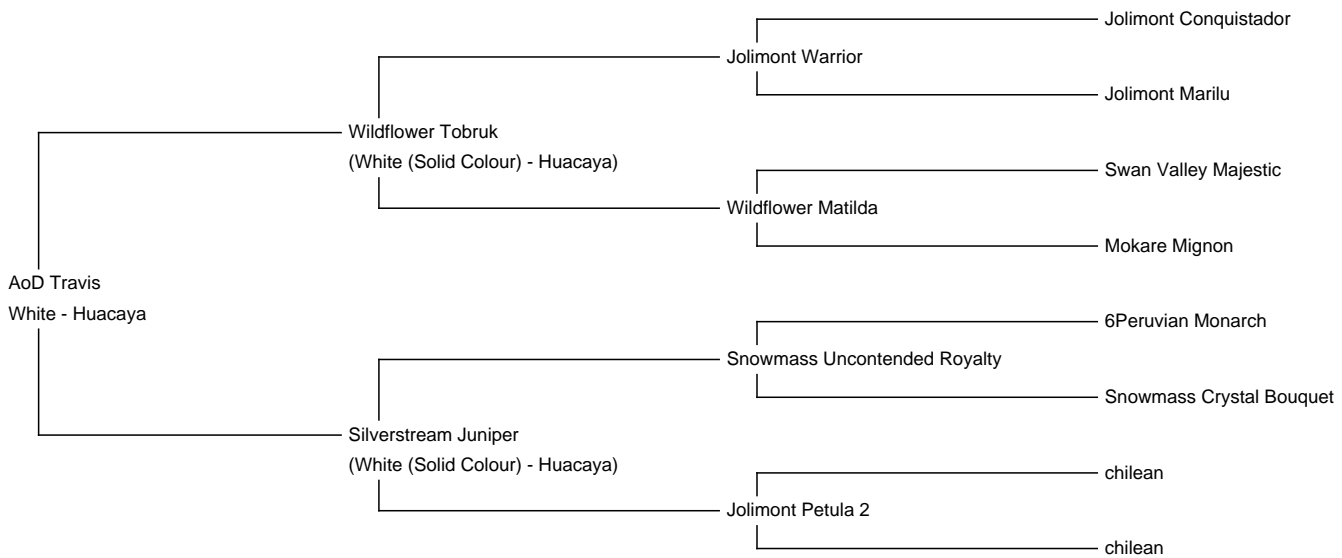 Jolimont Conquistador
Jolimont Warrior
Jolimont Marilu
Wildflower Tobruk
(White (Solid Colour) - Huacaya)
Swan Valley Majestic
Wildflower Matilda
Mokare Mignon
AoD Travis
White - Huacaya
6Peruvian Monarch
Snowmass Uncontended Royalty
Snowmass Crystal Bouquet
Silverstream Juniper
(White (Solid Colour) - Huacaya)
chilean
Jolimont Petula 2
chilean